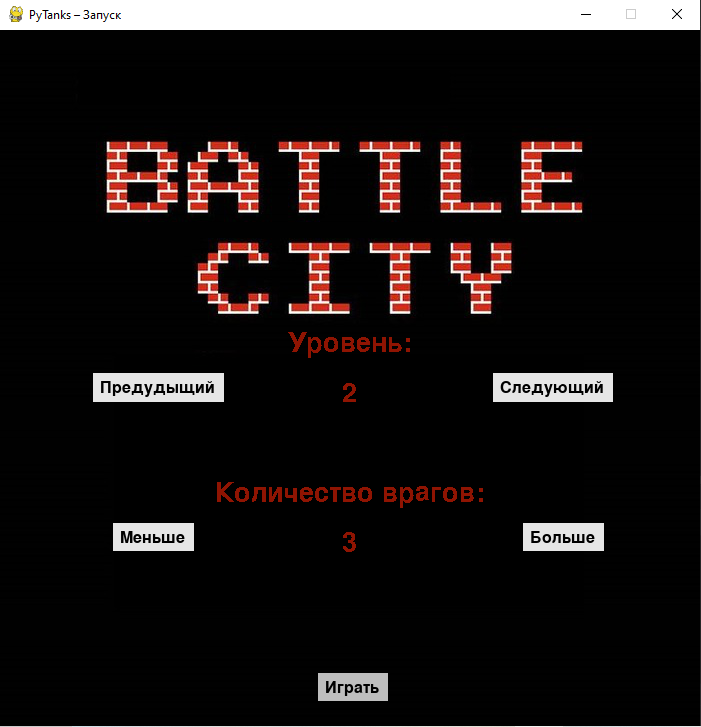 PyTanks – Запуск
BATTLE
CITY
Уровень:
Предудыщий 2 Следующий
Количество врагов:
Меньше 3 Больше
Играть